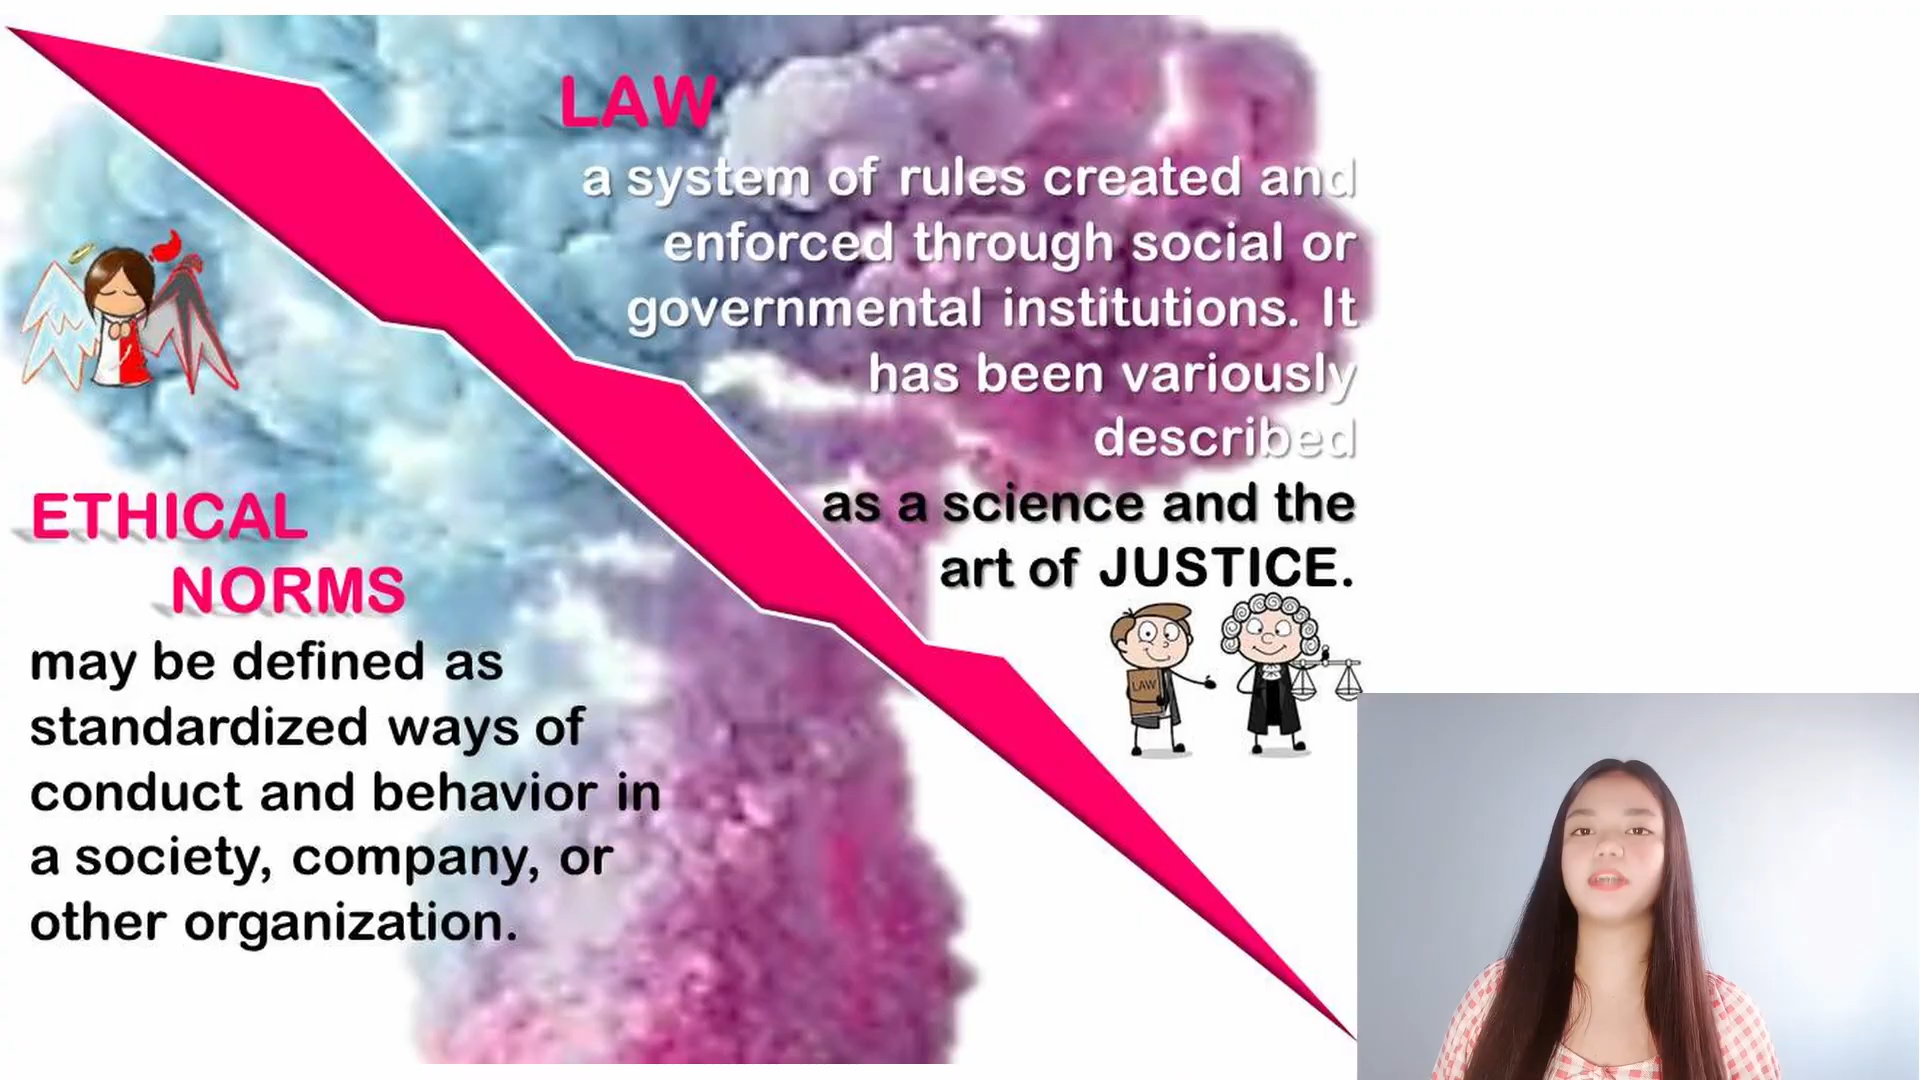 LAW
a system of rules created and
enforced through social or
governmental institutions. It
has been variously
described
as a science and the
art of JUSTICE.
LAW
ETHICAL
NORMS
may be defined as
standardized ways of
conduct and behavior in
a society, company, or
other organization.